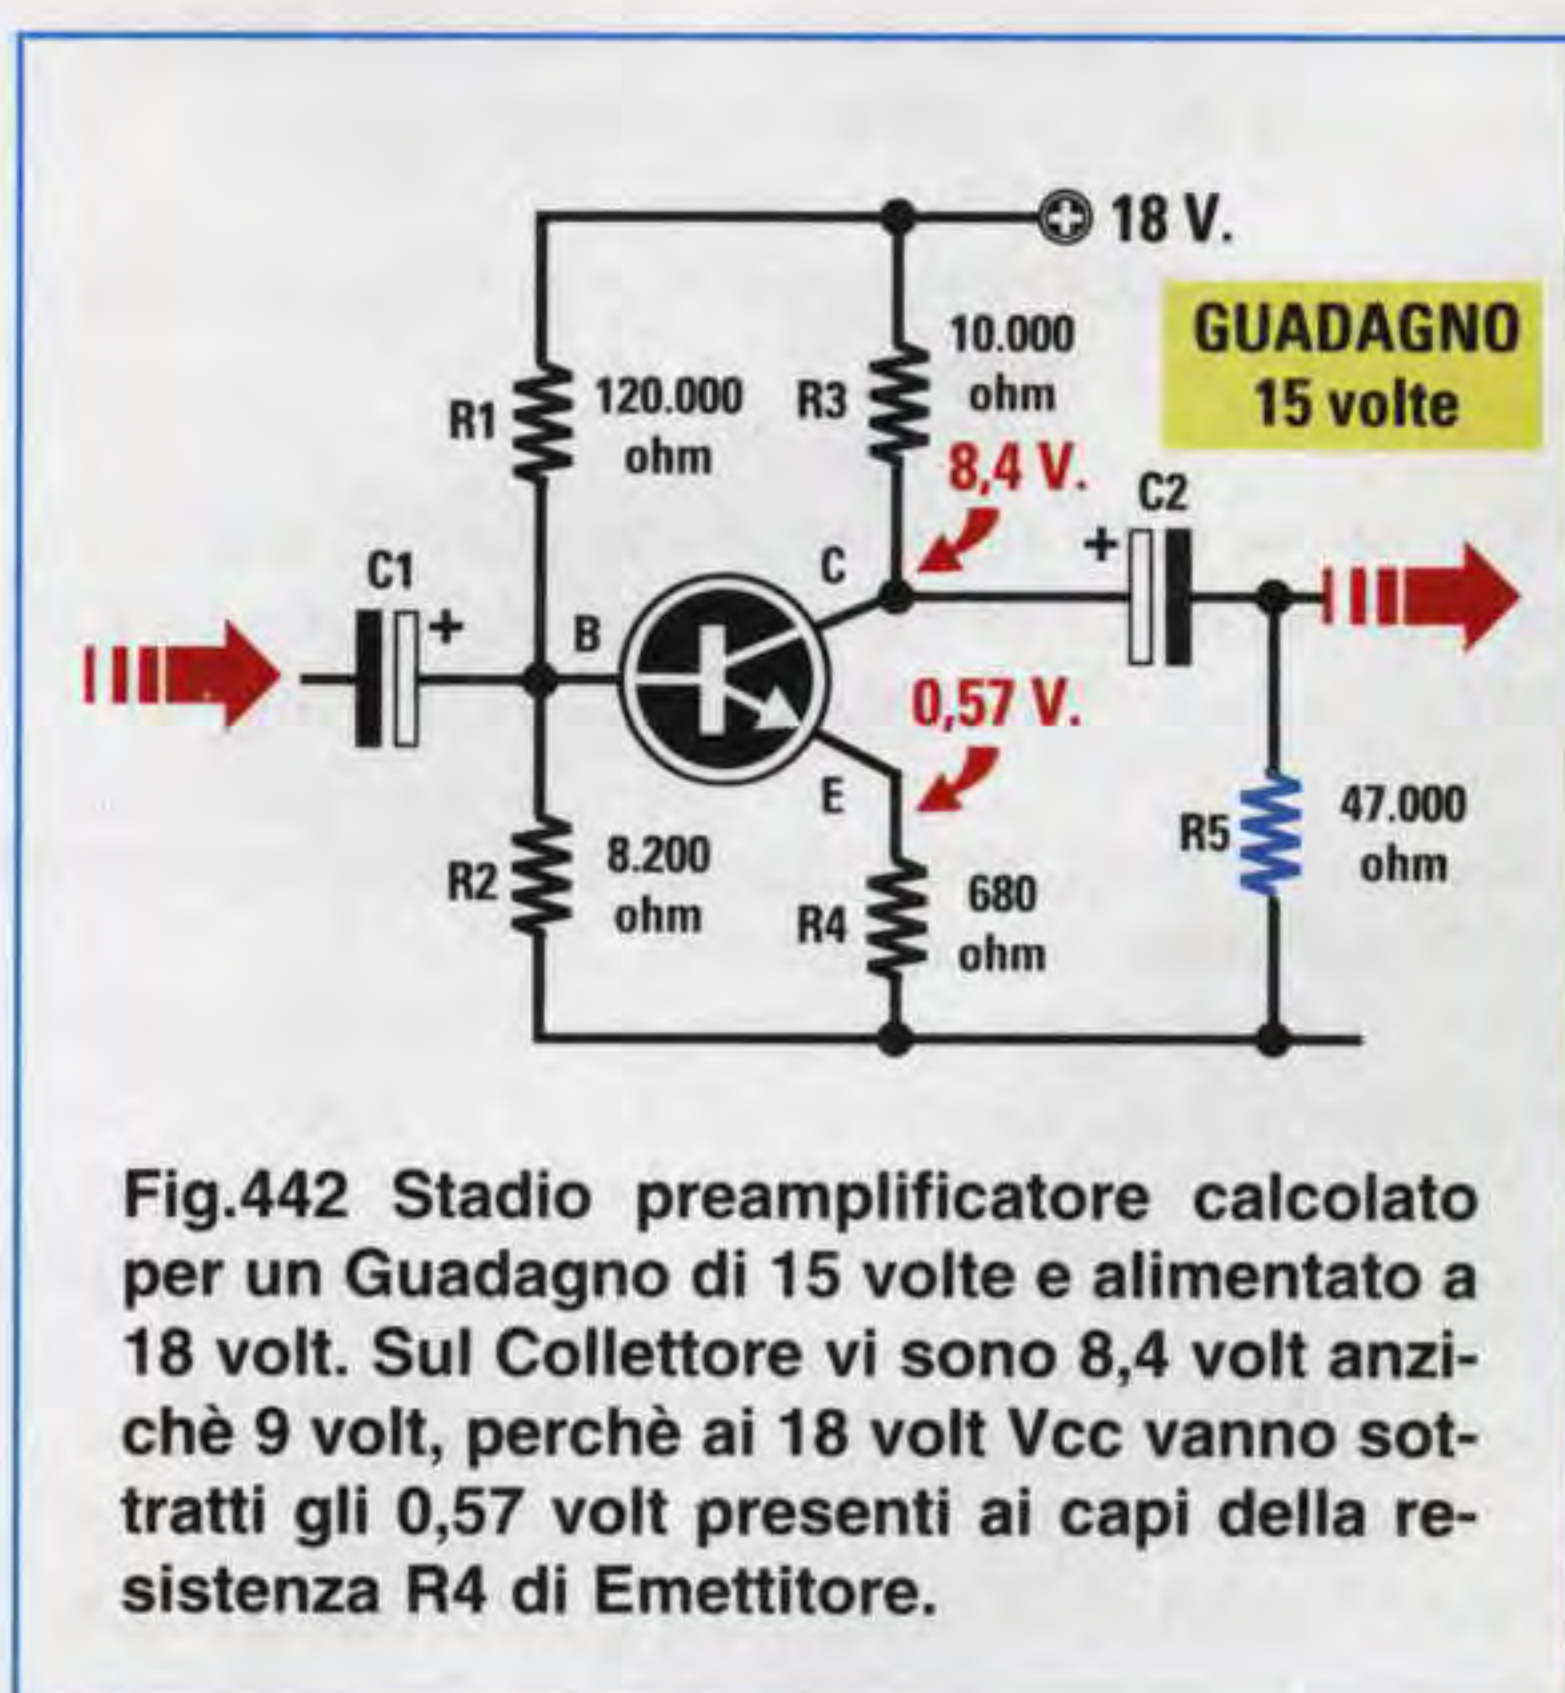 18 V.
GUADAGNO
15 volte
10.000
ohm
R3
R1
120.000
ohm
8,4 V.
C2
+
C
C1
+
B
0,57 V.
E
R5
47.000
ohm
R2
8.200
ohm
R4
680
ohm
Fig.442 Stadio preamplificatore calcolato
per un Guadagno di 15 volte e alimentato a
18 volt. Sul Collettore vi sono 8,4 volt anzi-
chè 9 volt, perchè ai 18 volt Vcc vanno sot-
tratti gli 0,57 volt presenti ai capi della re-
sistenza R4 di Emettitore.